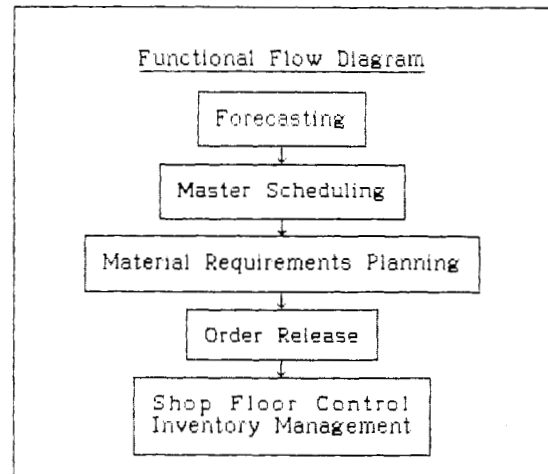 Functional Flow Diagram
Forecasting
Master Scheduling
Material Requirements Planning
Order Release
Shop Floor Control
Inventory Management